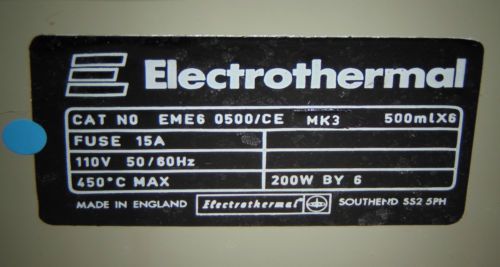 Electrothermal
CAT NO EME6 0500/CE MK3 500mlX6
FUSE 15A
110V 50/60Hz
450°C MAX 200W BY 6
MADE IN ENGLAND Electrothermal SOUTHEND SS2 5PH